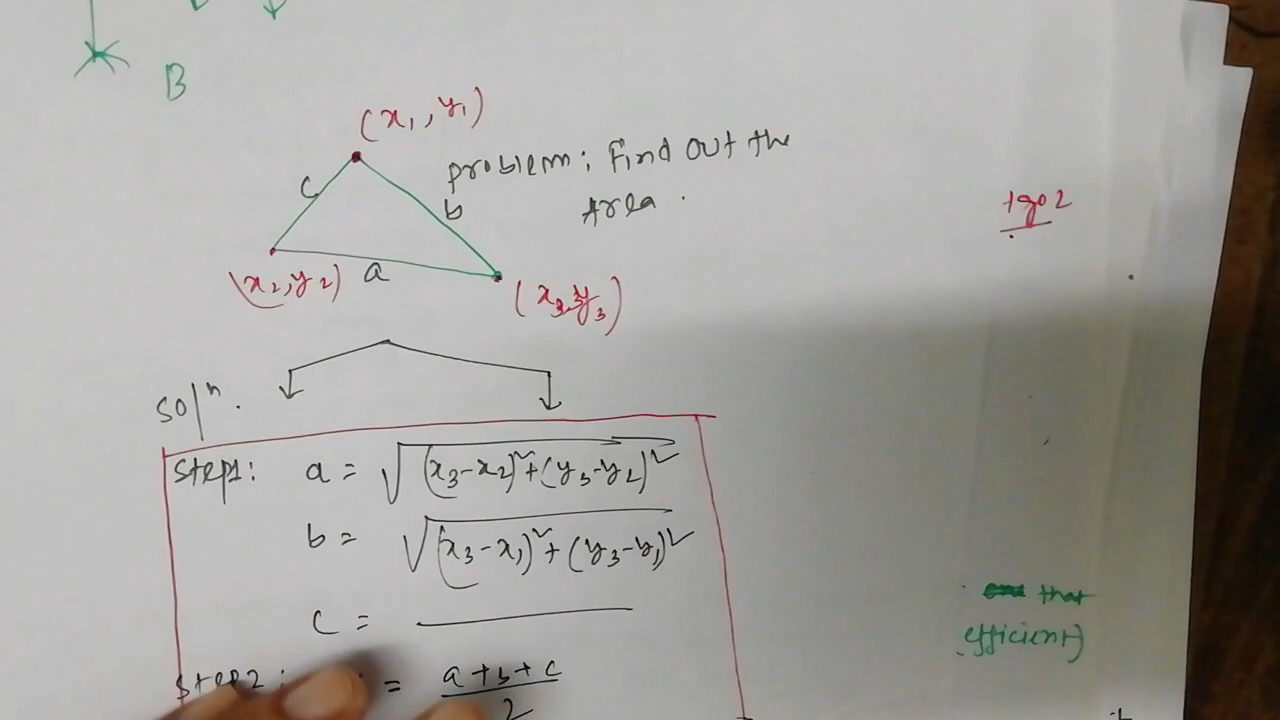 B
(x₁, y₁)
c
problem: Find out the
b
Area.
(x₂, y₂)
a
(x₃, y₃)
solⁿ.
step1: a = √(x₃-x₂)²+(y₃-y₂)²
b = √(x₃-x₁)²+(y₃-y₁)²
c =
step2: = a+b+c / 2
that
efficient)